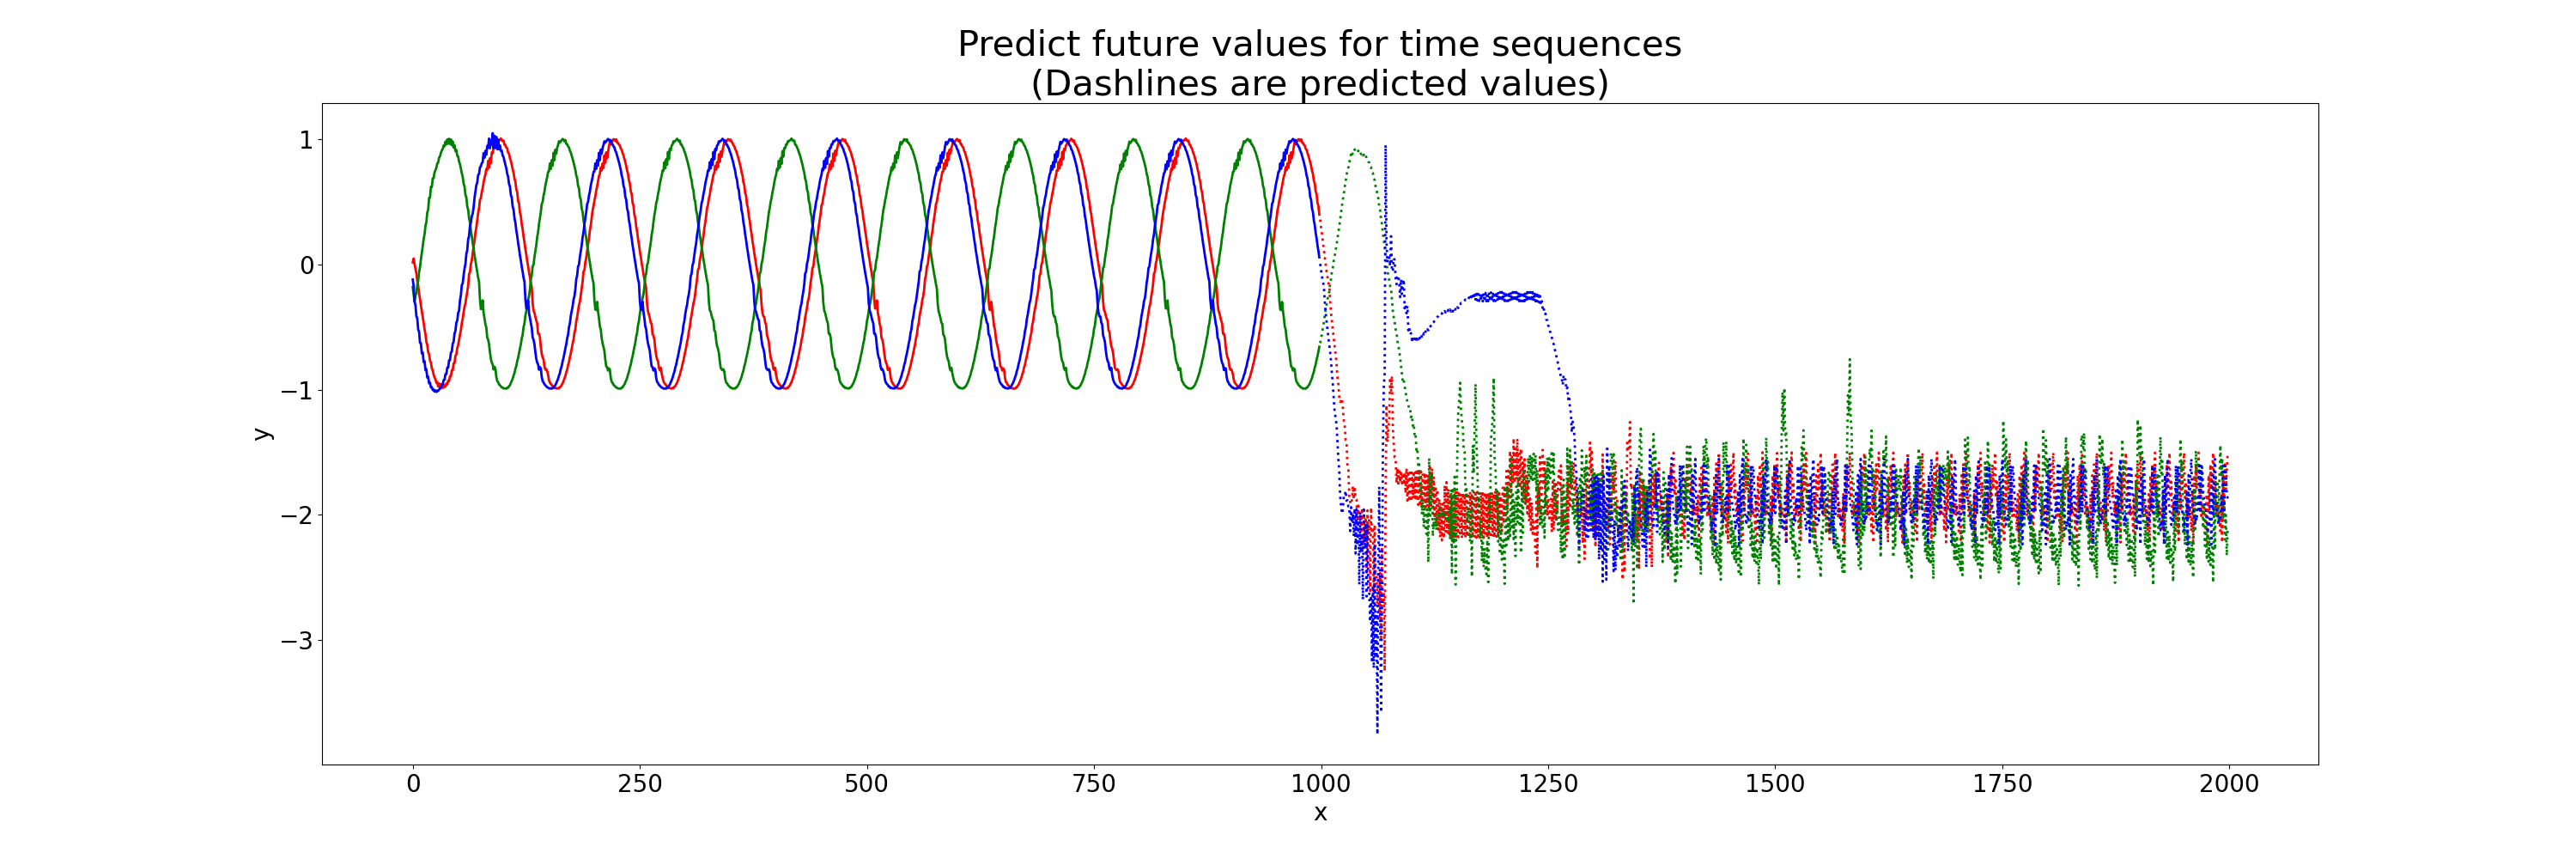 Predict future values for time sequences
(Dashlines are predicted values)
1
0
−1
−2
−3
y
0 250 500 750 1000 1250 1500 1750 2000
x